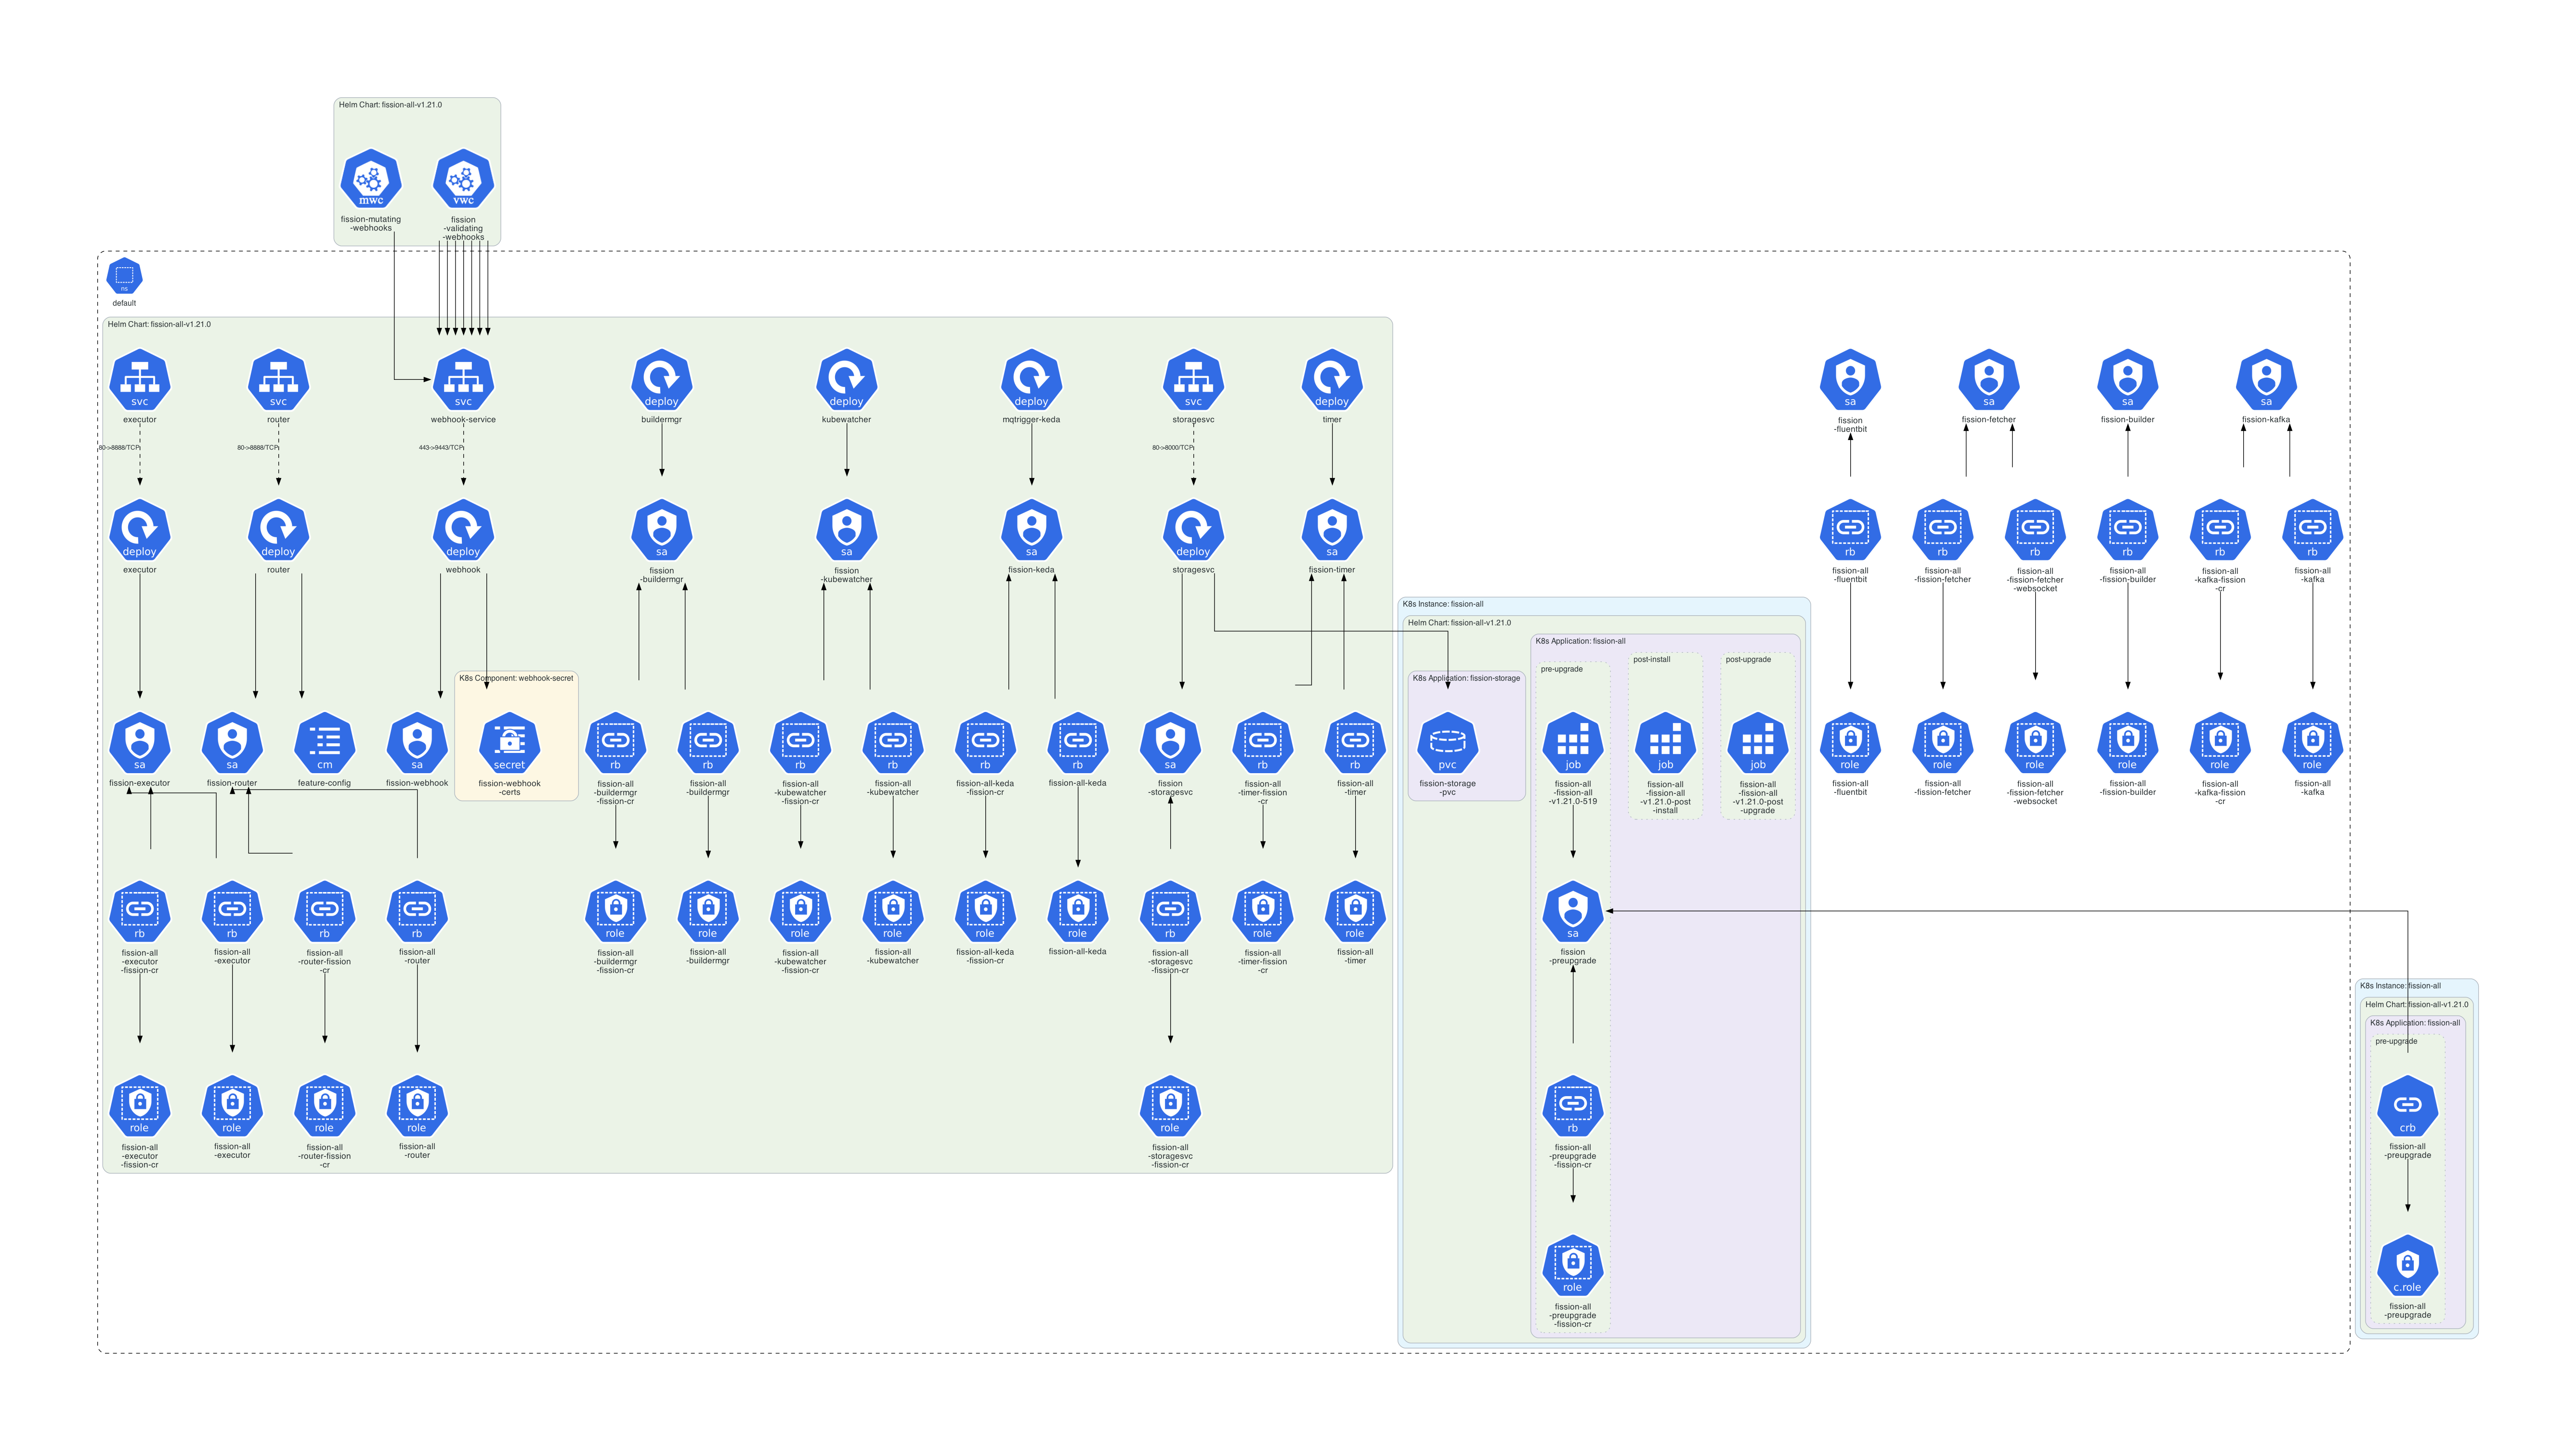 Helm Chart: fission-all-v1.21.0
mwc
vwc
fission-mutating
-webhooks
fission
-validating
-webhooks
ns
default
Helm Chart: fission-all-v1.21.0
svc
executor
svc
router
svc
webhook-service
deploy
buildermgr
deploy
kubewatcher
deploy
mqtrigger-keda
svc
storagesvc
deploy
timer
sa
fission
-fluentbit
sa
fission-fetcher
sa
fission-builder
sa
fission-kafka
80->8888/TCP
80->8888/TCP
443->9443/TCP
80->8000/TCP
deploy
executor
deploy
router
deploy
webhook
sa
fission
-buildermgr
sa
fission
-kubewatcher
sa
fission-keda
deploy
storagesvc
sa
fission-timer
rb
fission-all
-fluentbit
rb
fission-all
-fission-fetcher
rb
fission-all
-fission-fetcher
-websocket
rb
fission-all
-fission-builder
rb
fission-all
-kafka-fission
-cr
rb
fission-all
-kafka
K8s Instance: fission-all
Helm Chart: fission-all-v1.21.0
K8s Application: fission-all
pre-upgrade
post-install
post-upgrade
K8s Component: webhook-secret
K8s Application: fission-storage
sa
fission-executor
sa
fission-router
cm
feature-config
sa
fission-webhook
secret
fission-webhook
-certs
rb
fission-all
-buildermgr
-fission-cr
rb
fission-all
-buildermgr
rb
fission-all
-kubewatcher
-fission-cr
rb
fission-all
-kubewatcher
rb
fission-all-keda
-fission-cr
rb
fission-all-keda
sa
fission
-storagesvc
rb
fission-all
-timer-fission
-cr
rb
fission-all
-timer
pvc
fission-storage
-pvc
job
fission-all
-fission-all
-v1.21.0-519
job
fission-all
-fission-all
-v1.21.0-post
-install
job
fission-all
-fission-all
-v1.21.0-post
-upgrade
role
fission-all
-fluentbit
role
fission-all
-fission-fetcher
role
fission-all
-fission-fetcher
-websocket
role
fission-all
-fission-builder
role
fission-all
-kafka-fission
-cr
role
fission-all
-kafka
rb
fission-all
-executor
-fission-cr
rb
fission-all
-executor
rb
fission-all
-router-fission
-cr
rb
fission-all
-router
role
fission-all
-buildermgr
-fission-cr
role
fission-all
-buildermgr
role
fission-all
-kubewatcher
-fission-cr
role
fission-all
-kubewatcher
role
fission-all-keda
-fission-cr
role
fission-all-keda
rb
fission-all
-storagesvc
-fission-cr
role
fission-all
-timer-fission
-cr
role
fission-all
-timer
sa
fission
-preupgrade
K8s Instance: fission-all
Helm Chart: fission-all-v1.21.0
K8s Application: fission-all
pre-upgrade
role
fission-all
-executor
-fission-cr
role
fission-all
-executor
role
fission-all
-router-fission
-cr
role
fission-all
-router
role
fission-all
-storagesvc
-fission-cr
rb
fission-all
-preupgrade
-fission-cr
crb
fission-all
-preupgrade
role
fission-all
-preupgrade
-fission-cr
c.role
fission-all
-preupgrade